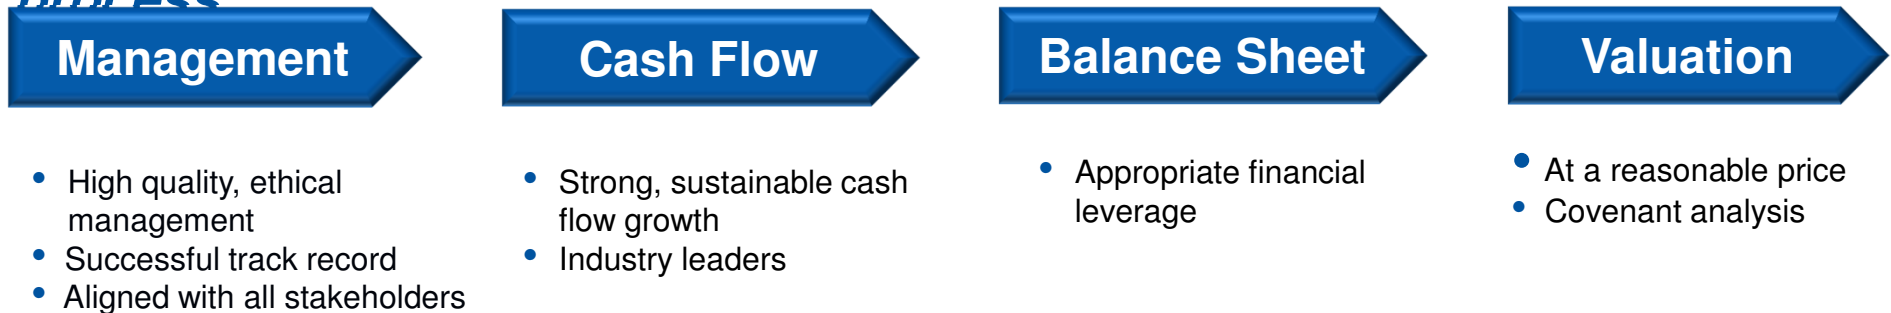 process
Management
Cash Flow
Balance Sheet
Valuation
• High quality, ethical
management
• Successful track record
• Aligned with all stakeholders
• Strong, sustainable cash
flow growth
• Industry leaders
• Appropriate financial
leverage
• At a reasonable price
• Covenant analysis